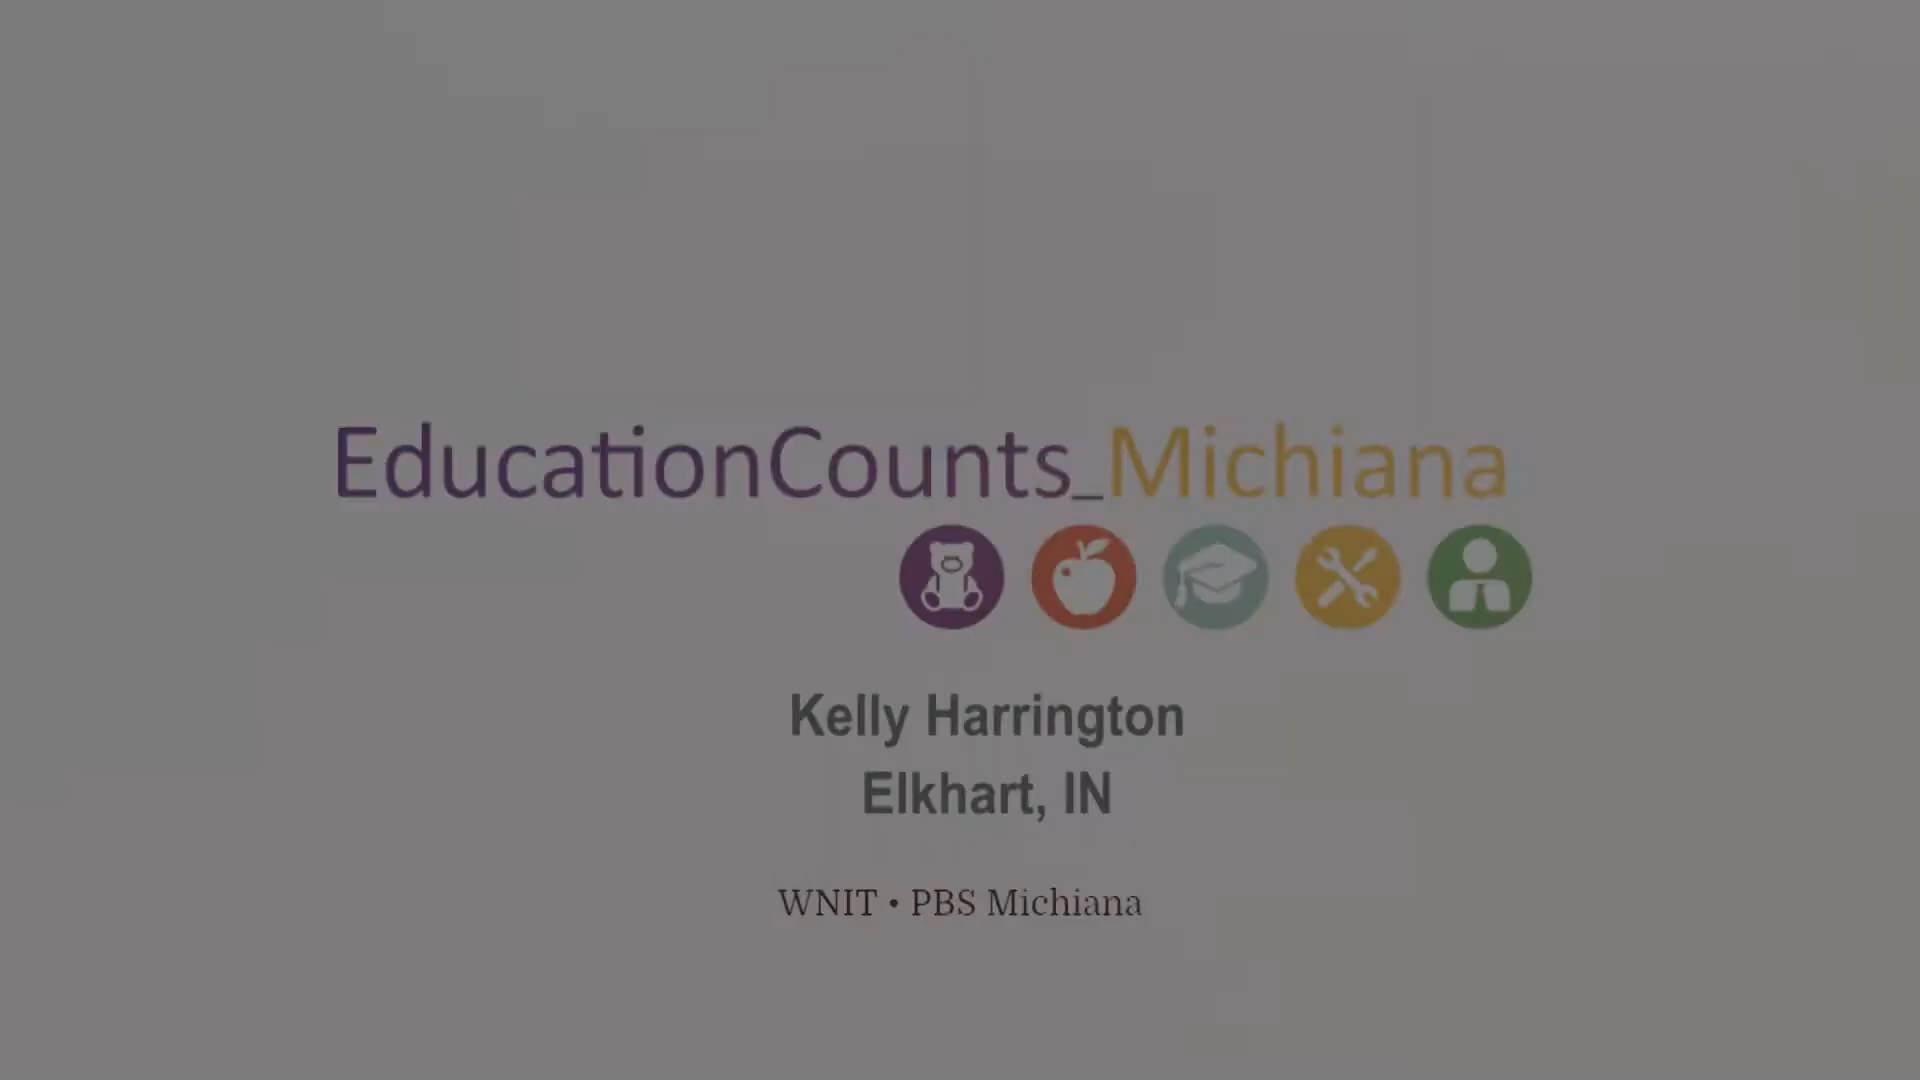 EducationCounts_Michiana
Kelly Harrington
Elkhart, IN
WNIT • PBS Michiana